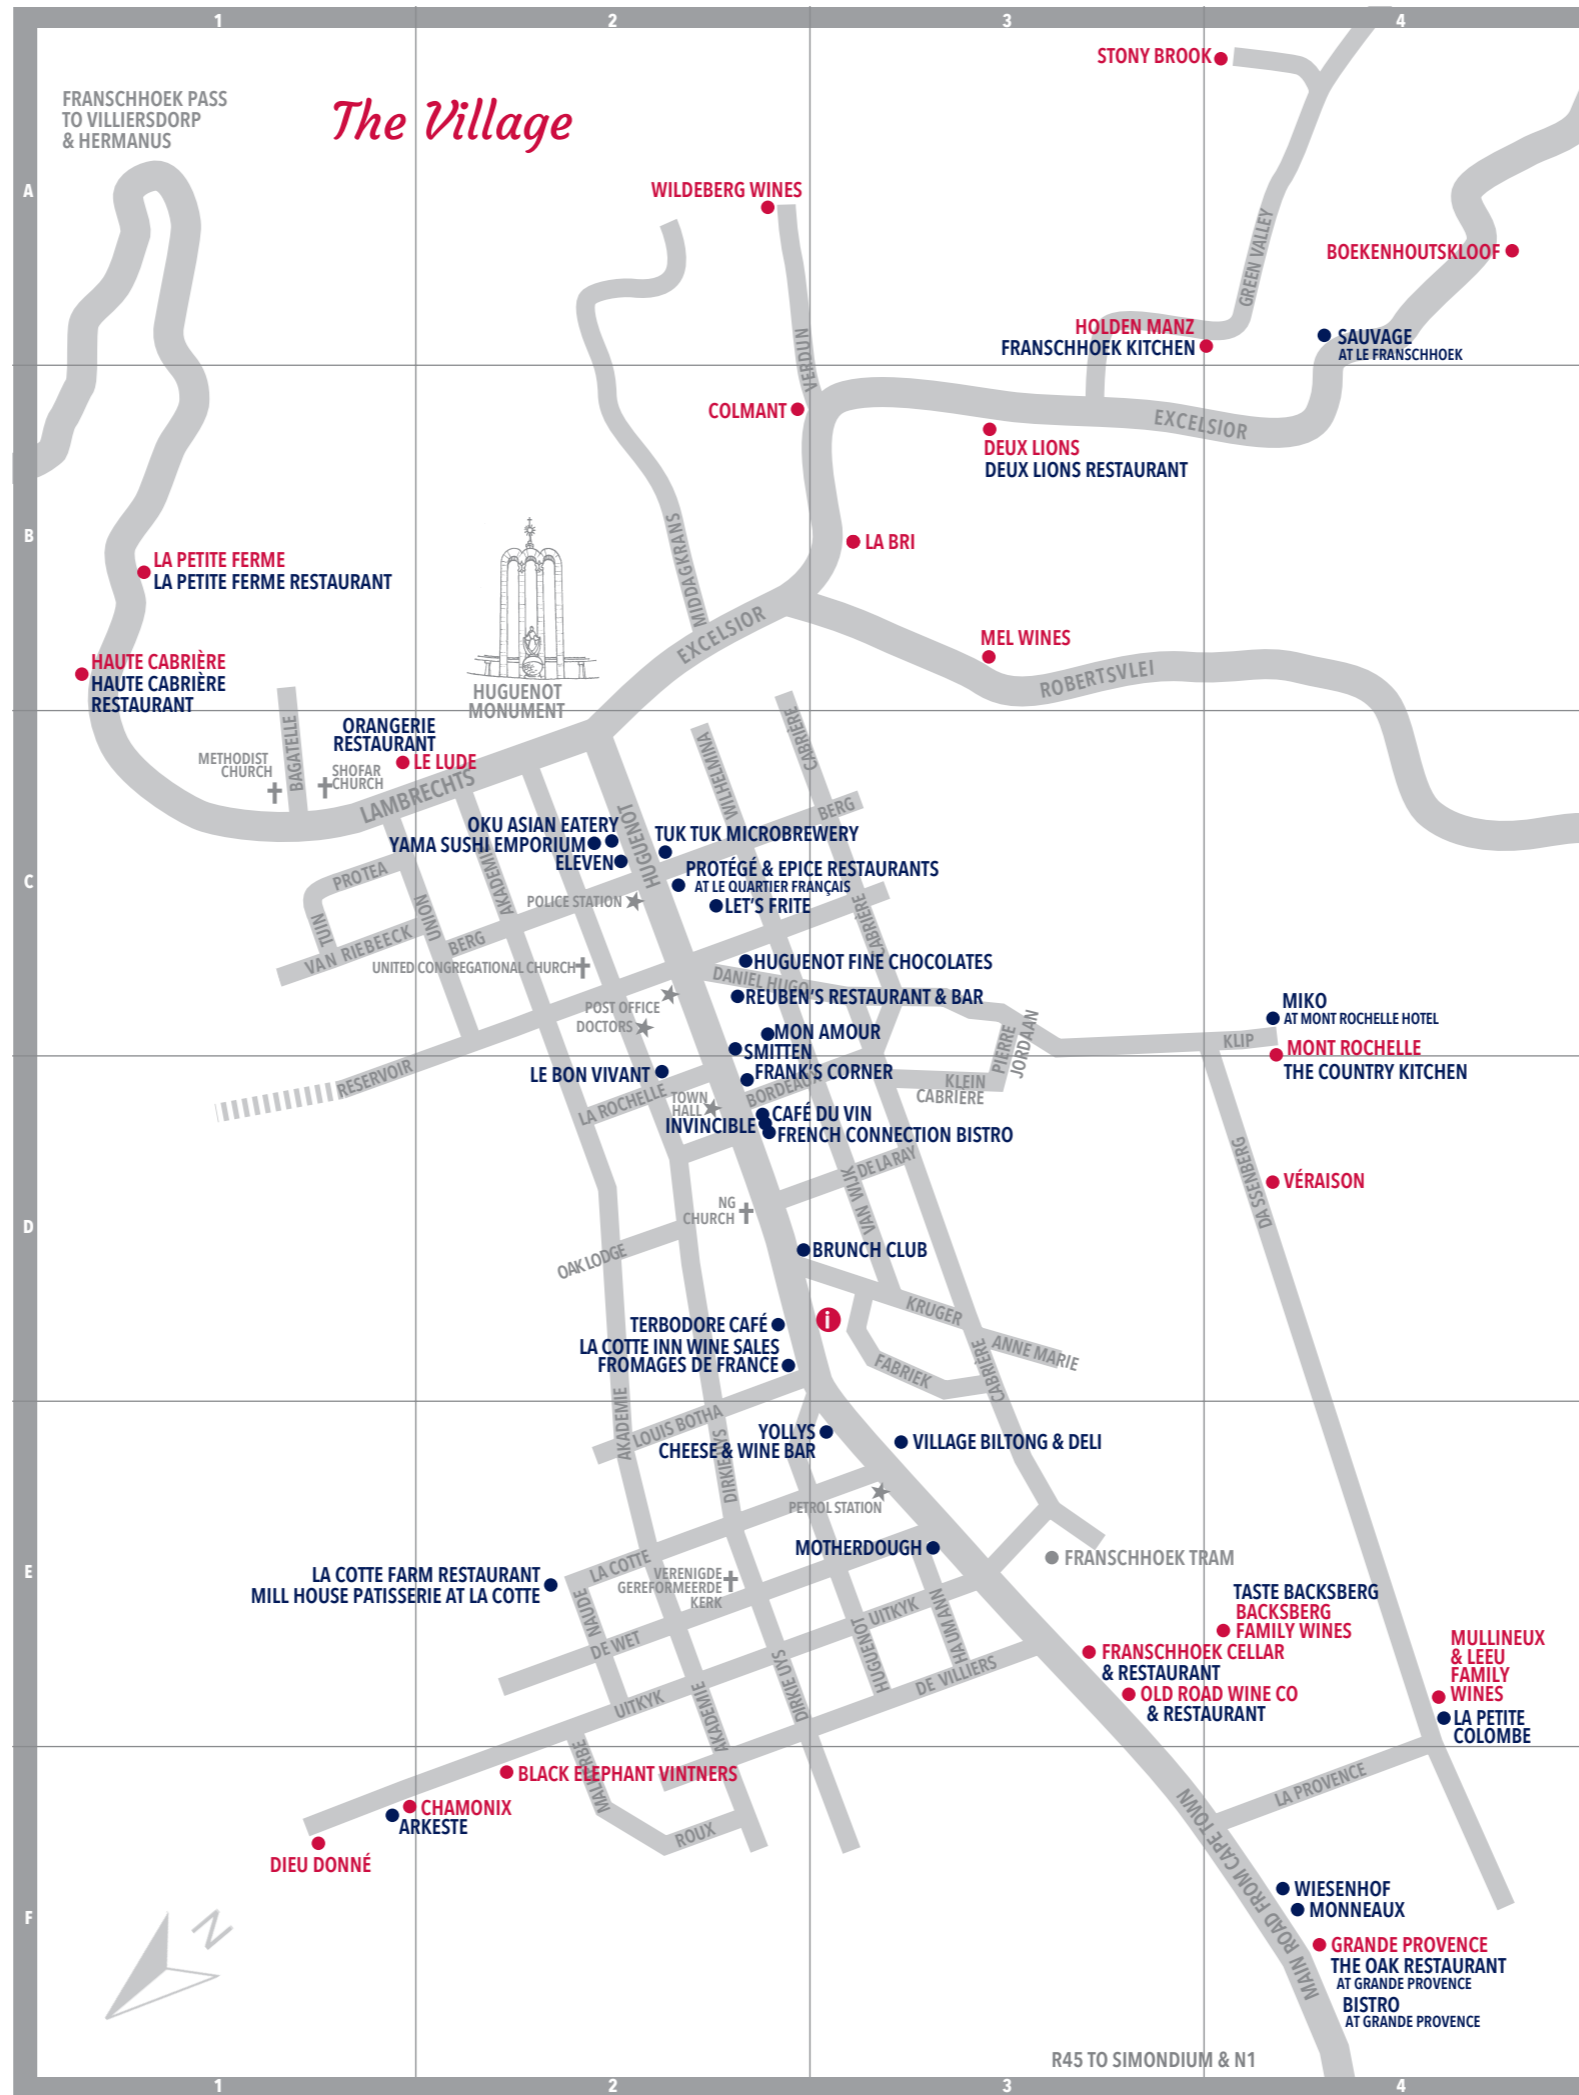 1
2
3
4
STONY BROOK
FRANSCHHOEK PASS
TO VILLIERSDORP
& HERMANUS
The Village
A
WILDEBERG WINES
GREEN VALLEY
BOEKENHOUTSKLOOF
HOLDEN MANZ
FRANSCHHOEK KITCHEN
SAUVAGE
AT LE FRANSCHHOEK
VERDUN
COLMANT
EXCELSIOR
DEUX LIONS
DEUX LIONS RESTAURANT
B
MIDDAGKRANS
LA BRI
LA PETITE FERME
LA PETITE FERME RESTAURANT
EXCELSIOR
MEL WINES
ROBERTSVLEI
HAUTE CABRIÈRE
HAUTE CABRIÈRE
RESTAURANT
HUGUENOT
MONUMENT
ORANGERIE
RESTAURANT
LE LUDE
METHODIST
CHURCH
BAGATELLE
SHOFAR
CHURCH
LAMBRECHTS
WILHELMINA
CABRIÈRE
BERG
OKU ASIAN EATERY
YAMA SUSHI EMPORIUM
ELEVEN
HUGUENOT
TUK TUK MICROBREWERY
PROTÉGÉ & EPICE RESTAURANTS
AT LE QUARTIER FRANÇAIS
C
PROTEA
AKADEMIE
POLICE STATION
LET'S FRITE
TUIN
UNION
VAN RIEBEECK
BERG
CABRIÈRE
UNITED CONGREGATIONAL CHURCH
HUGUENOT FINE CHOCOLATES
DANIEL HUGO
REUBEN'S RESTAURANT & BAR
POST OFFICE
DOCTORS
MON AMOUR
SMITTEN
PIERRE
JORDAAN
MIKO
AT MONT ROCHELLE HOTEL
KLIP
MONT ROCHELLE
THE COUNTRY KITCHEN
RESERVOIR
LE BON VIVANT
FRANK'S CORNER
LA ROCHELLE
BORDEAUX
KLEIN
CABRIÈRE
TOWN
HALL
CAFÉ DU VIN
INVINCIBLE
FRENCH CONNECTION BISTRO
DE LA RAY
VAN WIJK
DASSENBERG
VÉRAISON
D
NG
CHURCH
OAK LODGE
BRUNCH CLUB
KRUGER
ANNE MARIE
TERBODORE CAFÉ
i
LA COTTE INN WINE SALES
FROMAGES DE FRANCE
FABRIEK
CABRIÈRE
AKADEMIE
LOUIS BOTHA
DIRKIE UYS
YOLLYS
CHEESE & WINE BAR
VILLAGE BILTONG & DELI
PETROL STATION
MOTHERDOUGH
FRANSCHHOEK TRAM
E
LA COTTE FARM RESTAURANT
MILL HOUSE PATISSERIE AT LA COTTE
LA COTTE
VERENIGDE
GEREFORMEERDE
KERK
NAUDE
DE WET
HUGUENOT
UITKYK
HAUMANN
TASTE BACKSBERG
BACKSBERG
FAMILY WINES
FRANSCHHOEK CELLAR
& RESTAURANT
MULLINEUX
& LEEU
FAMILY
WINES
OLD ROAD WINE CO
& RESTAURANT
LA PETITE
COLOMBE
DE VILLIERS
DIRKIE UYS
UITKYK
AKADEMIE
MALHERBE
BLACK ELEPHANT VINTNERS
LA PROVENCE
CHAMONIX
ARKESTE
ROUX
DIEU DONNÉ
MAIN ROAD FROM CAPE TOWN
WIESENHOF
MONNEAUX
F
N
GRANDE PROVENCE
THE OAK RESTAURANT
AT GRANDE PROVENCE
BISTRO
AT GRANDE PROVENCE
R45 TO SIMONDIUM & N1
1
2
3
4